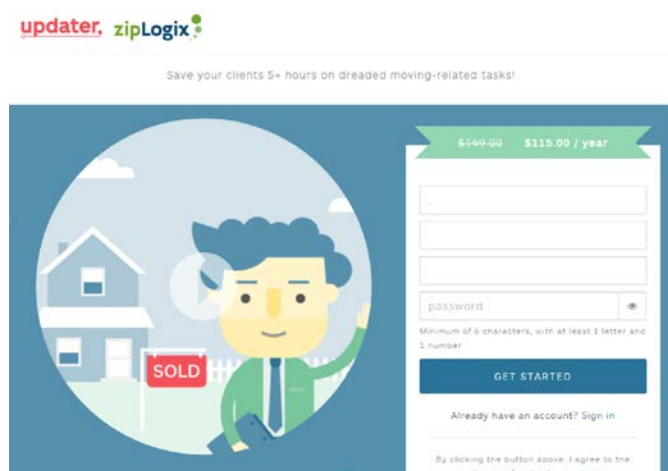 updater. zipLogix
Save your clients 5+ hours on dreaded moving-related tasks!
$149.00 $115.00 / year
SOLD
password
Minimum of 6 characters, with at least 1 letter and
1 number
GET STARTED
Already have an account? Sign in
By clicking the button above, I agree to the